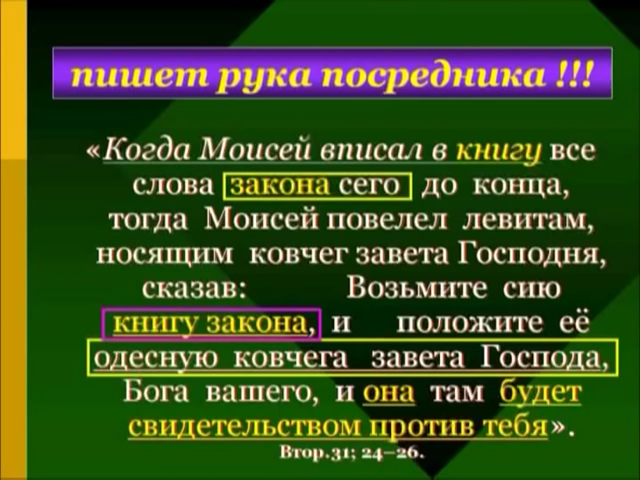 пишет рука посредника !!!
«Когда Моисей вписал в книгу все
слова закона сего до конца,
тогда Моисей повелел левитам,
носящим ковчег завета Господня,
сказав: Возьмите сию
книгу закона, и положите её
одесную ковчега завета Господа,
Бога вашего, и она там будет
свидетельством против тебя».
Втор.31; 24–26.